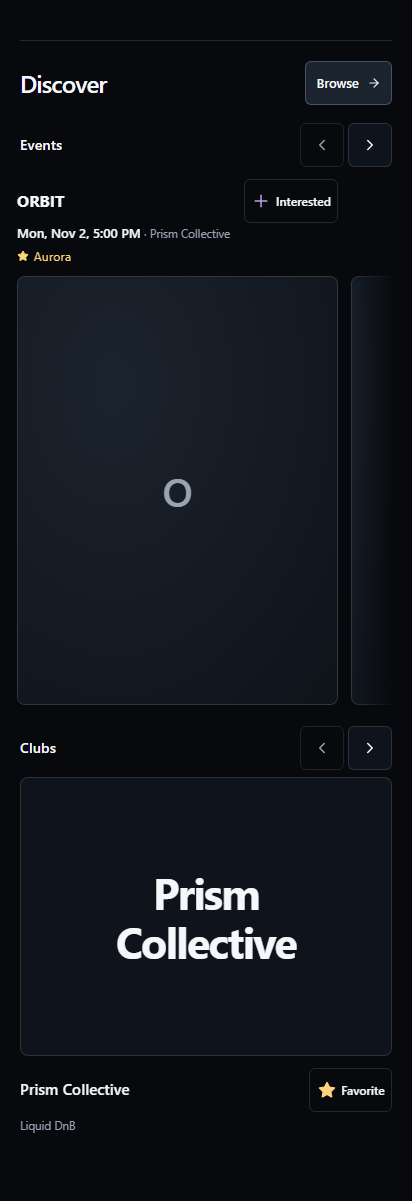 Discover
Browse
Events
ORBIT
Interested
Mon, Nov 2, 5:00 PM · Prism Collective
Aurora
O
Clubs
Prism
Collective
Prism Collective
Favorite
Liquid DnB